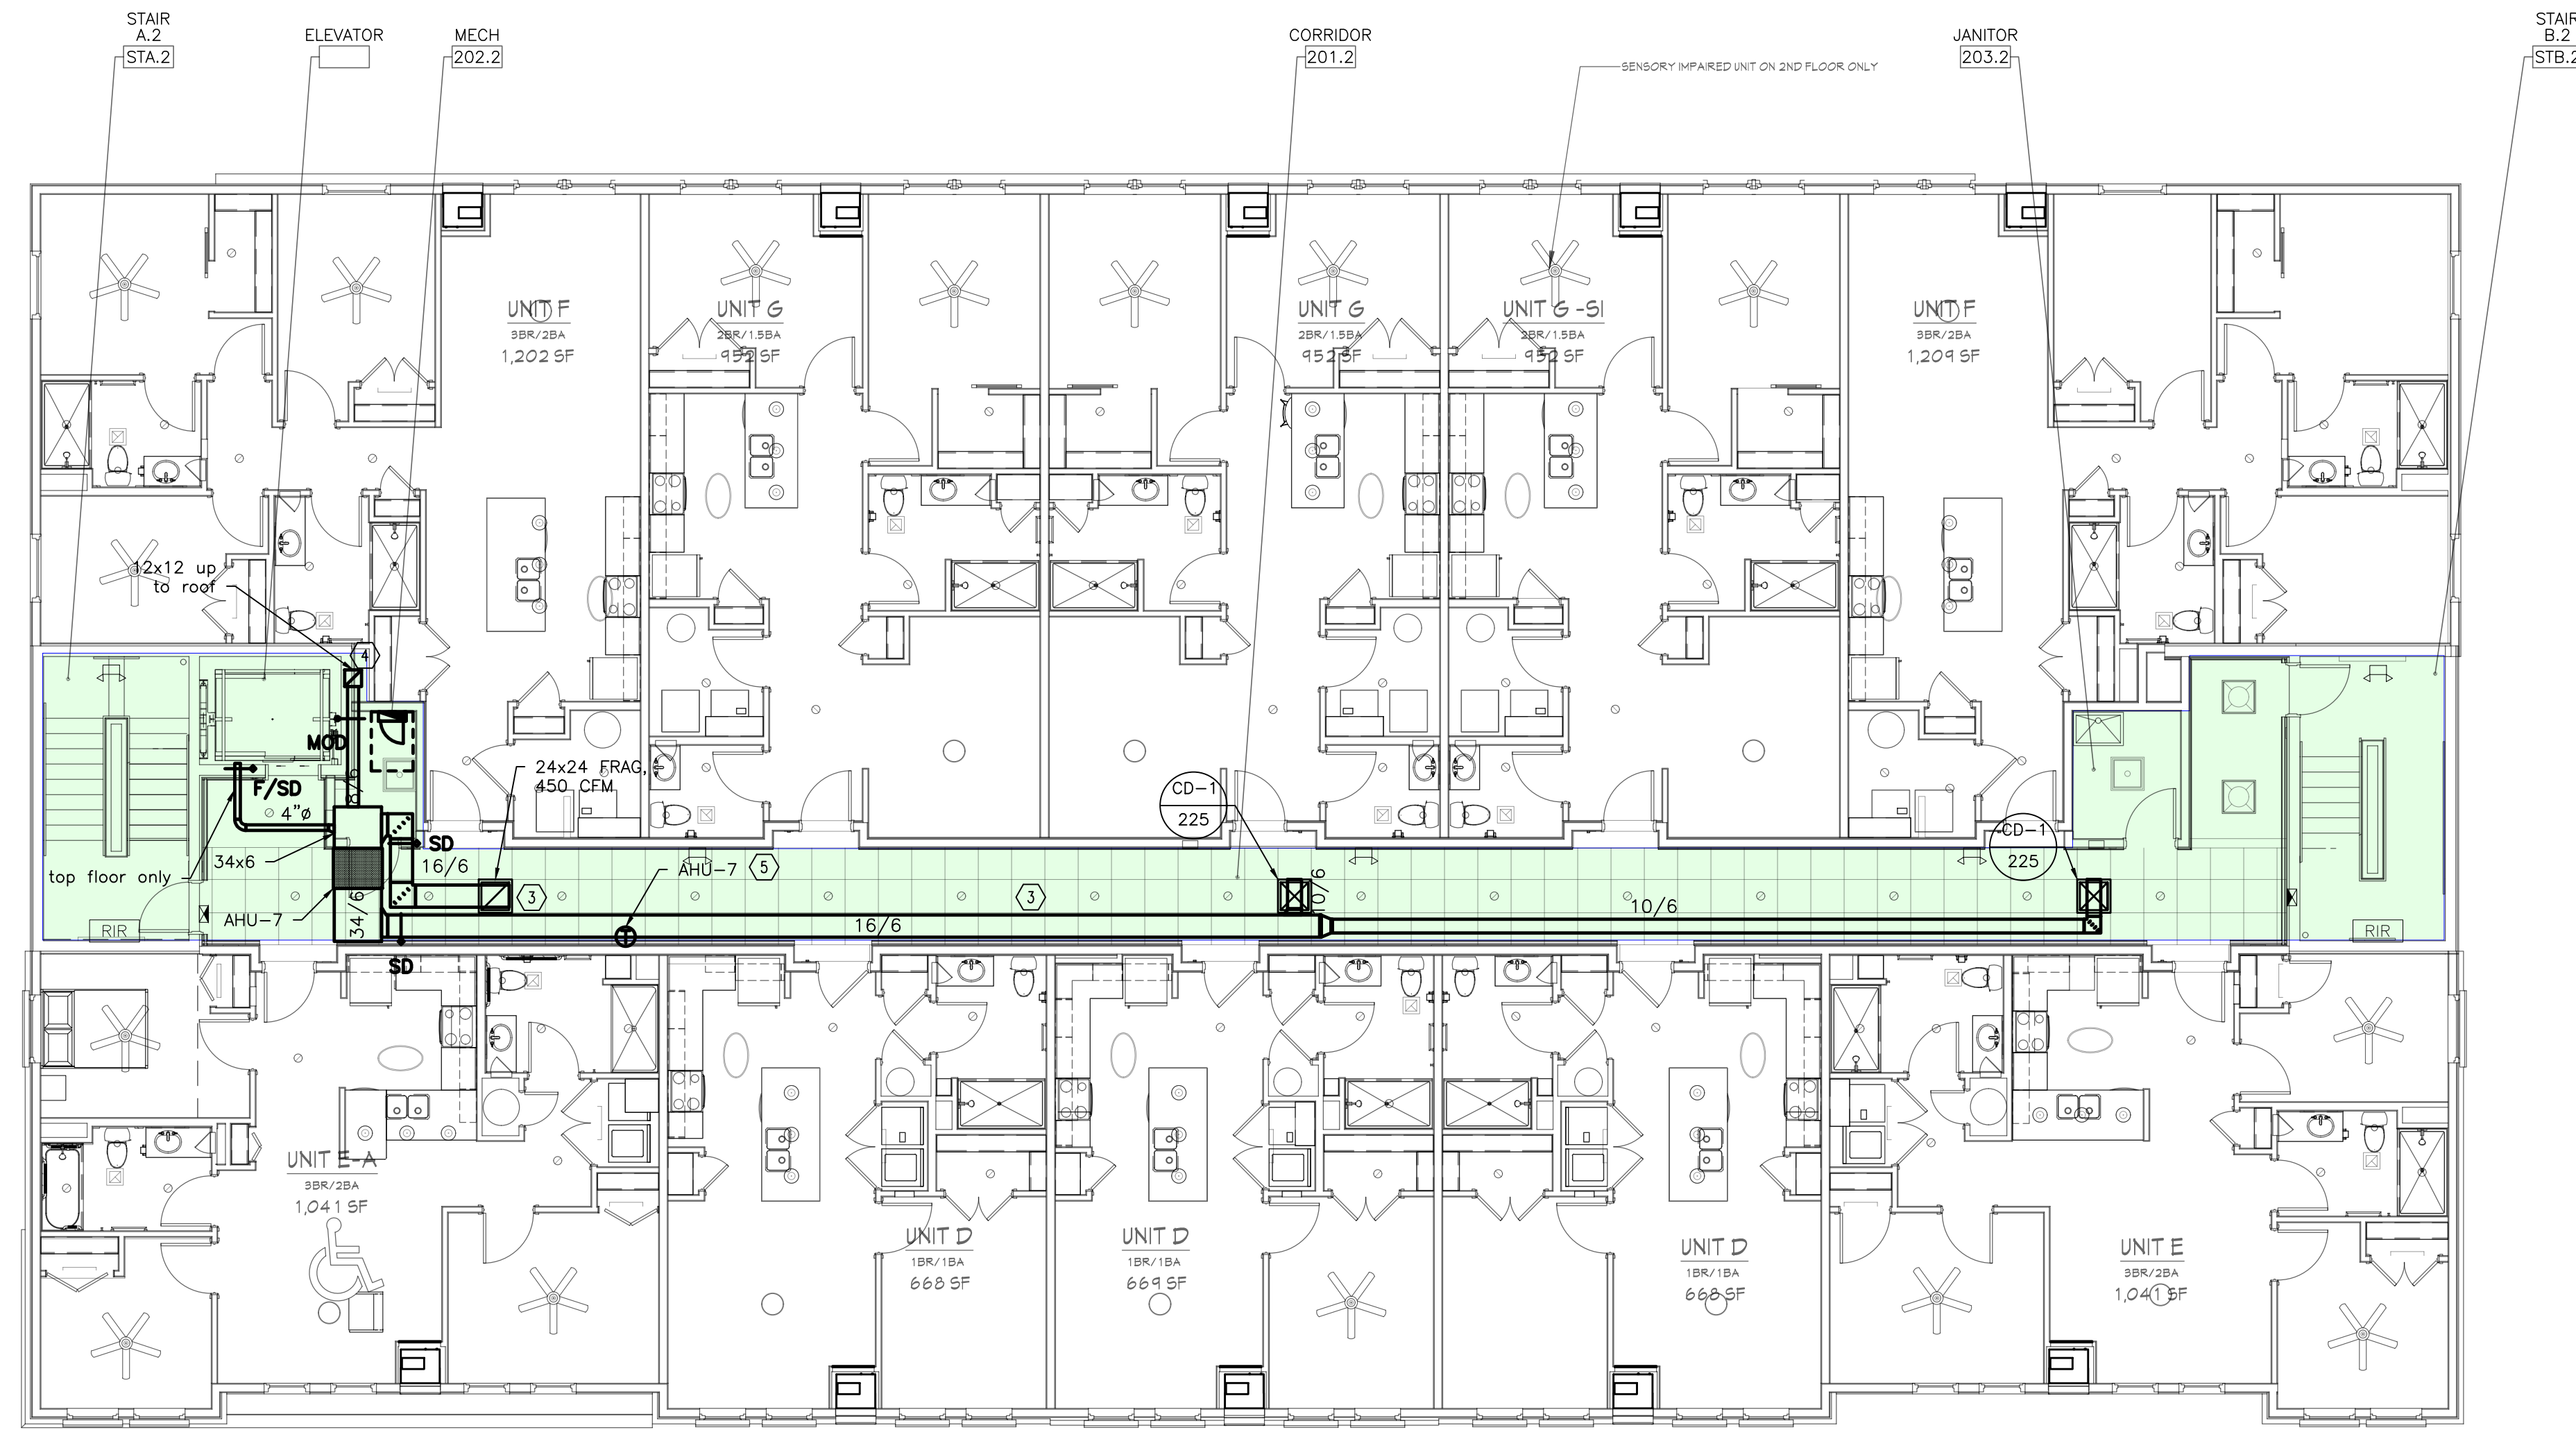 STAIR
A.2
STA.2
ELEVATOR
MECH
202.2
CORRIDOR
201.2
SENSORY IMPAIRED UNIT ON 2ND FLOOR ONLY
JANITOR
203.2
STAIR
B.2
STB.2
UNIT F
3BR/2BA
1,202 SF
UNIT G
2BR/1.5BA
952 SF
UNIT G
2BR/1.5BA
952 SF
UNIT G -SI
2BR/1.5BA
952 SF
UNIT F
3BR/2BA
1,209 SF
12x12 up
to roof
4
MOD
8/6
F/SD
4"ø
34x6
top floor only
AHU-7
34/6
RIR
SD
16/6
SD
24x24 FRAG,
450 CFM
3
AHU-7
5
16/6
3
CD-1
225
10/6
10/6
CD-1
225
RIR
UNIT E-A
3BR/2BA
1,041 SF
UNIT D
1BR/1BA
668 SF
UNIT D
1BR/1BA
669 SF
UNIT D
1BR/1BA
668 SF
UNIT E
3BR/2BA
1,041 SF